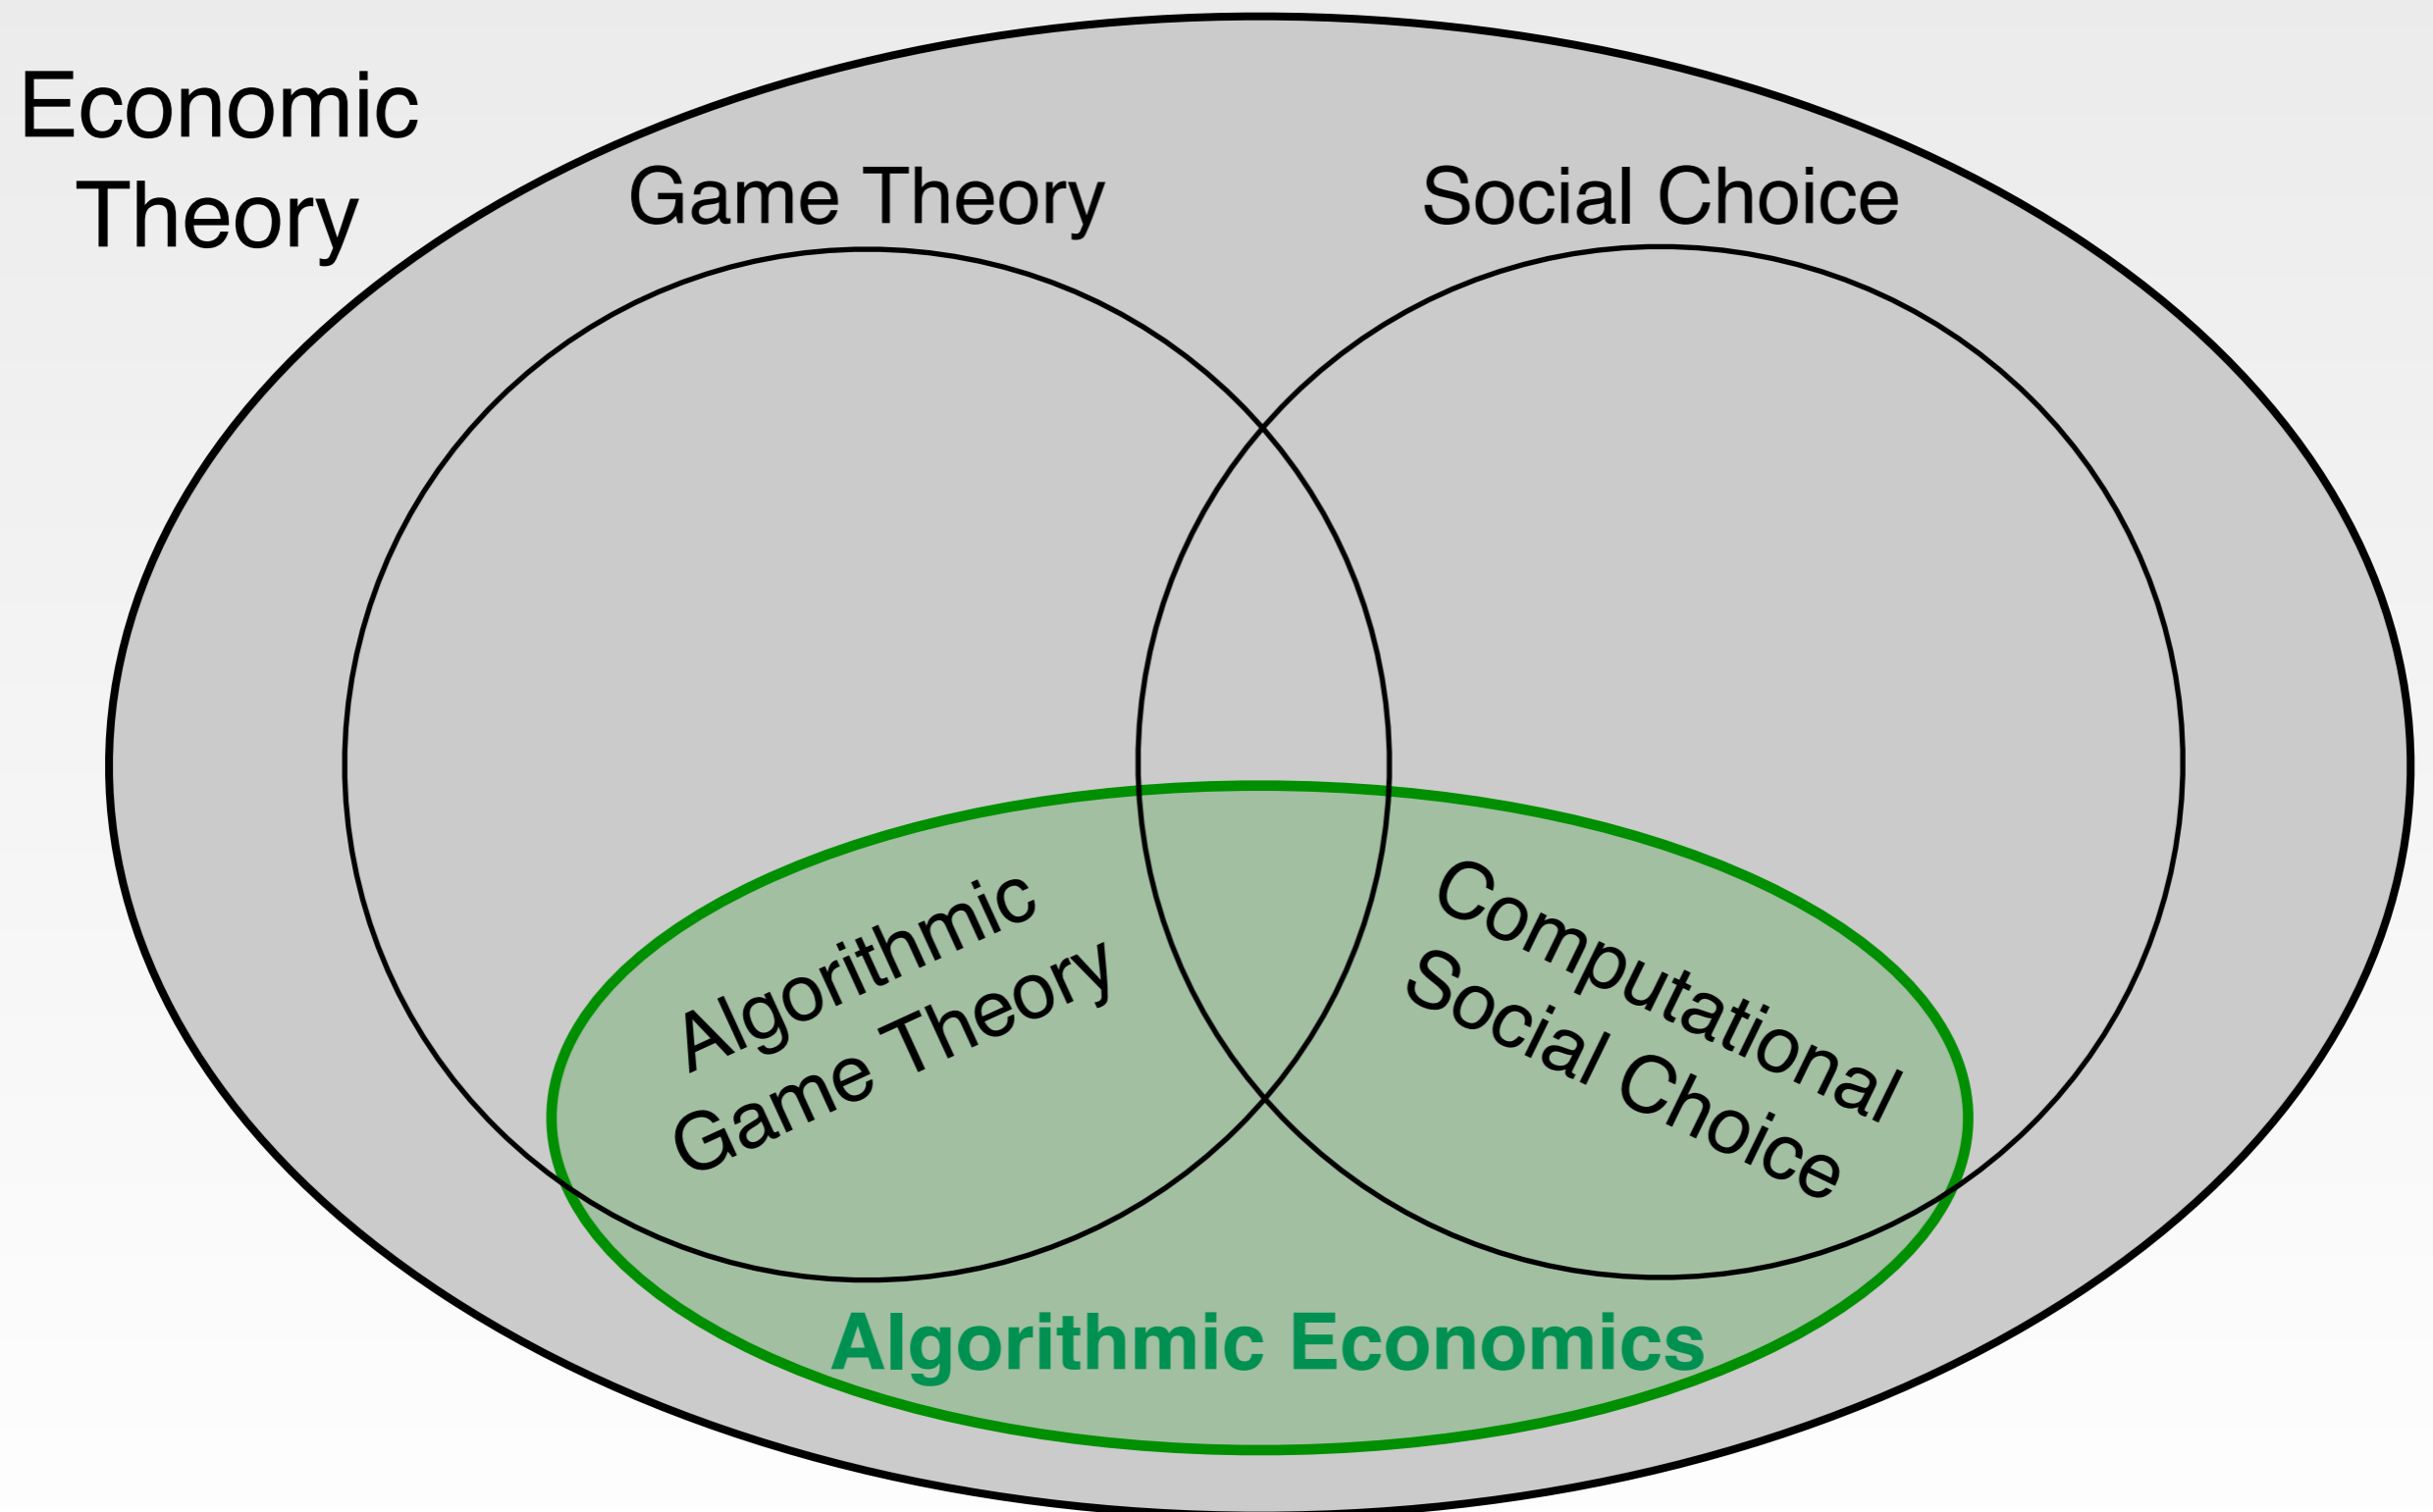 Economic
Theory
Game Theory
Social Choice
Algorithmic
Game Theory
Computational
Social Choice
Algorithmic Economics